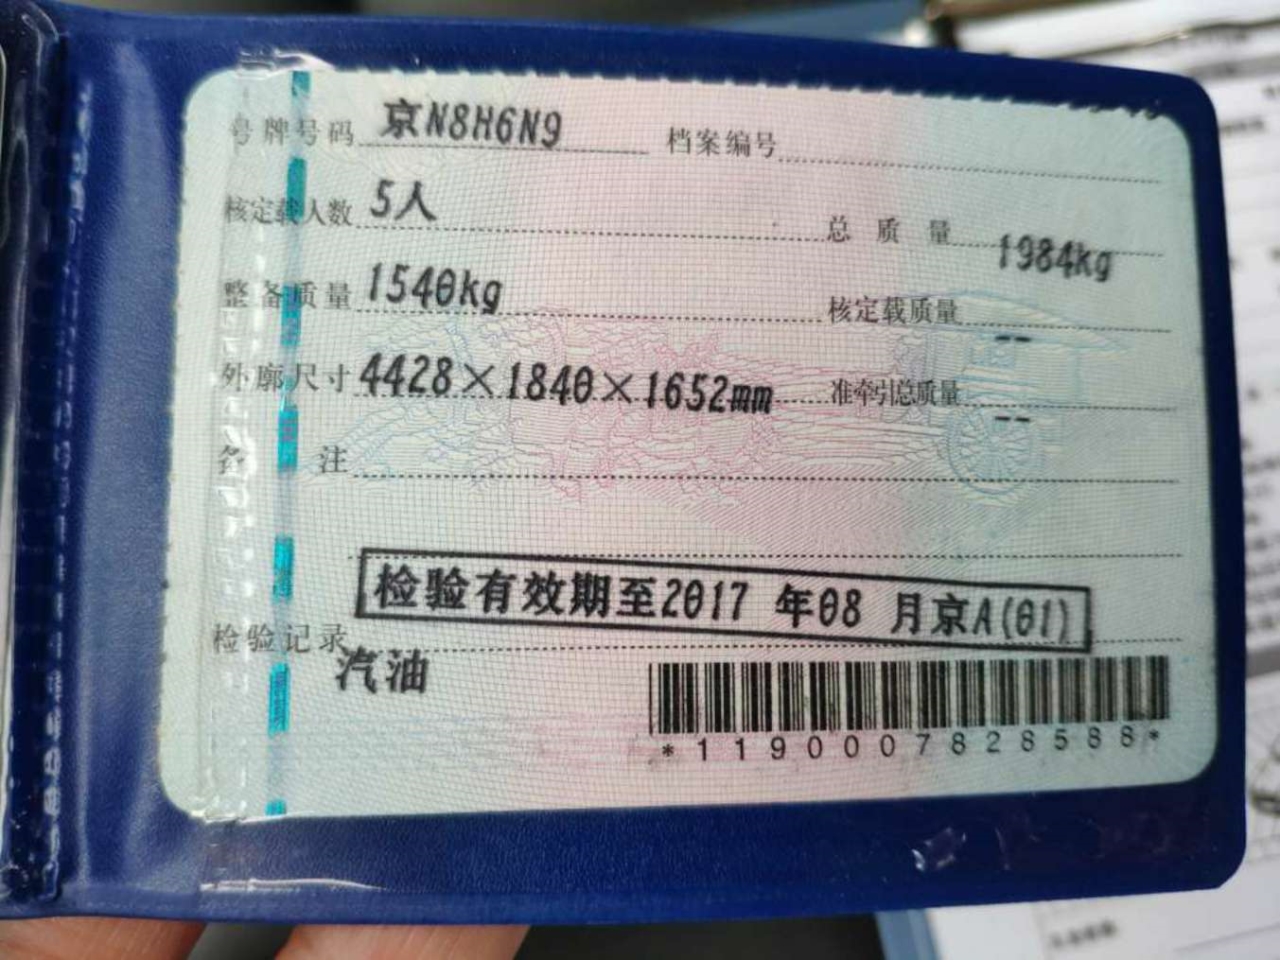 号牌号码 京N8H6N9 档案编号
核定载人数 5人 总质量 1984kg
整备质量 1540kg 核定载质量 --
外廓尺寸 4428×1840×1652mm 准牵引总质量 --
备注
检验有效期至2017 年08 月京A(01)
检验记录
汽油
*1190007828588*